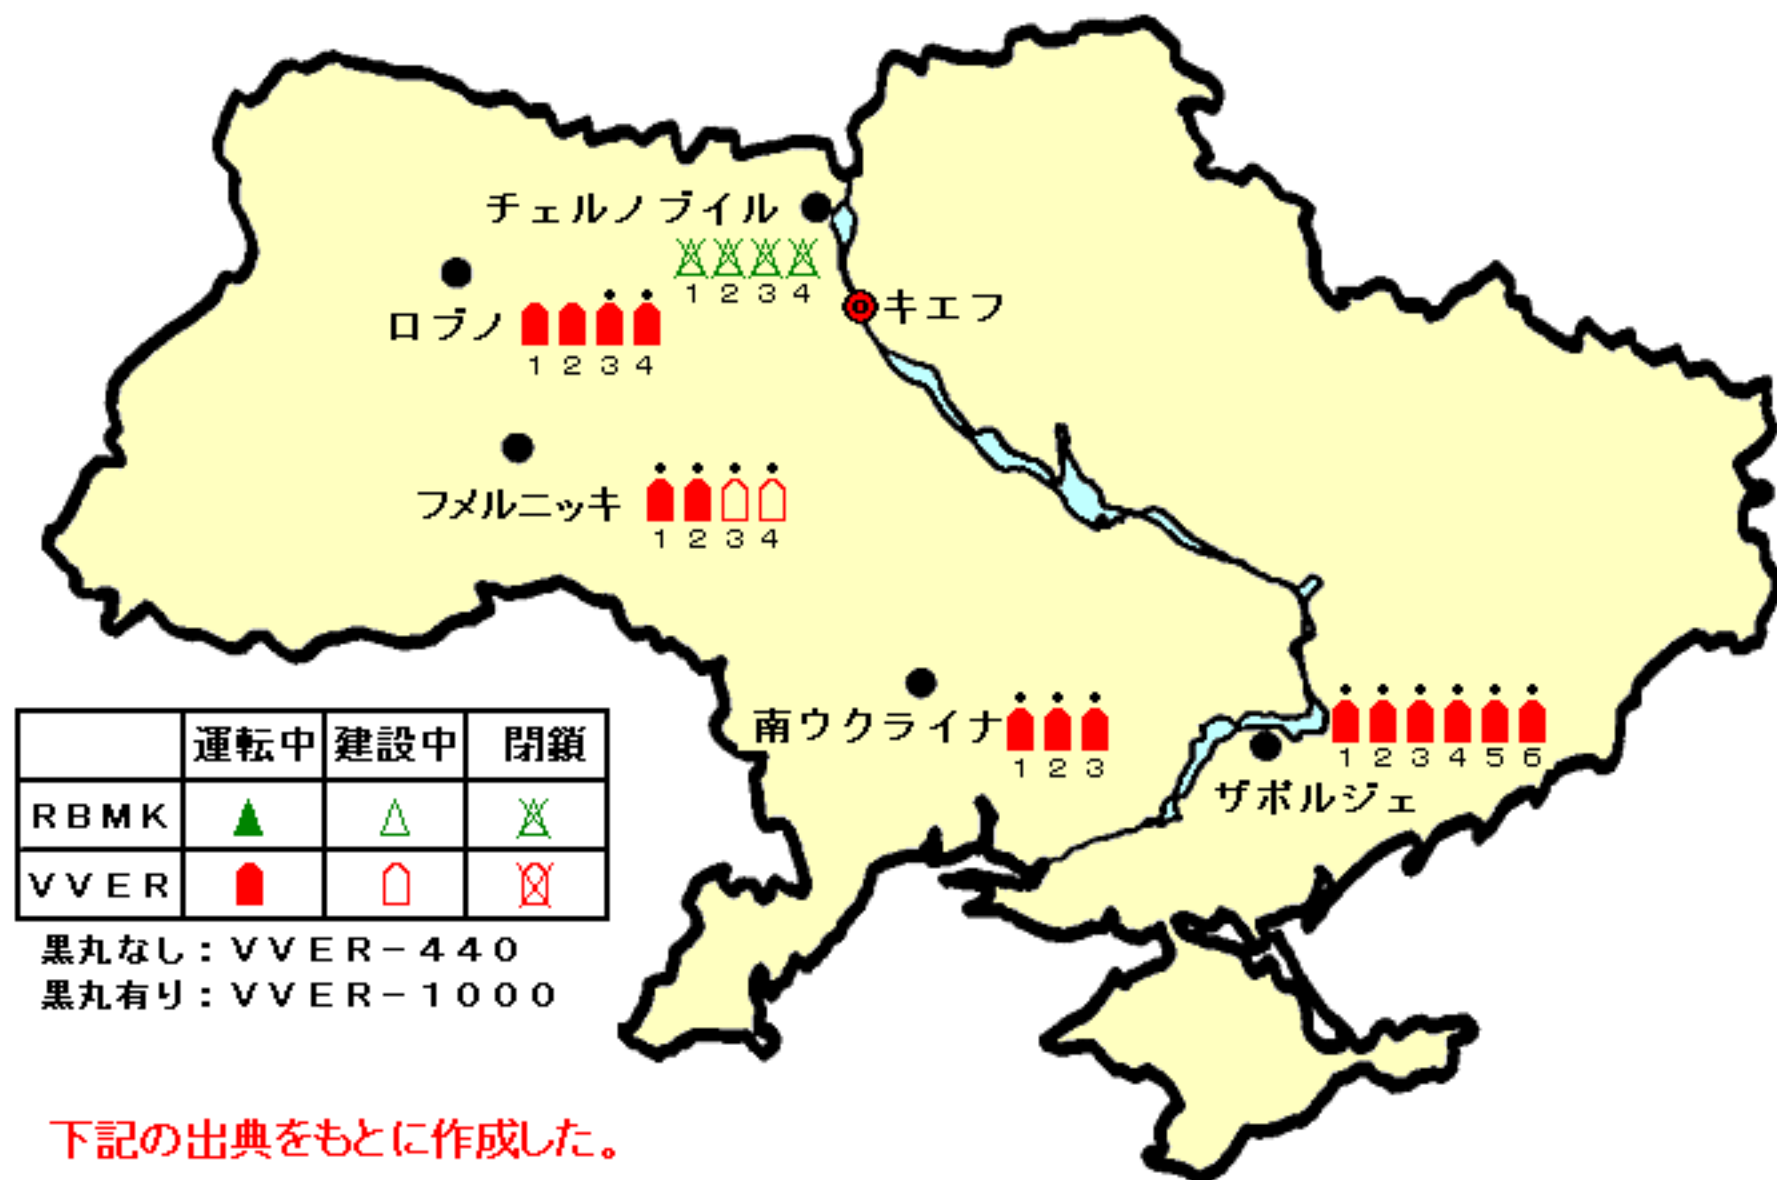 チェルノブイル
1 2 3 4
キエフ
ロブノ
1 2 3 4
フメルニッキ
1 2 3 4
南ウクライナ
1 2 3
1 2 3 4 5 6
ザポルジェ
運転中 建設中 閉鎖
RBMK
VVER
黒丸なし:VVER-440
黒丸有り:VVER-1000
下記の出典をもとに作成した。